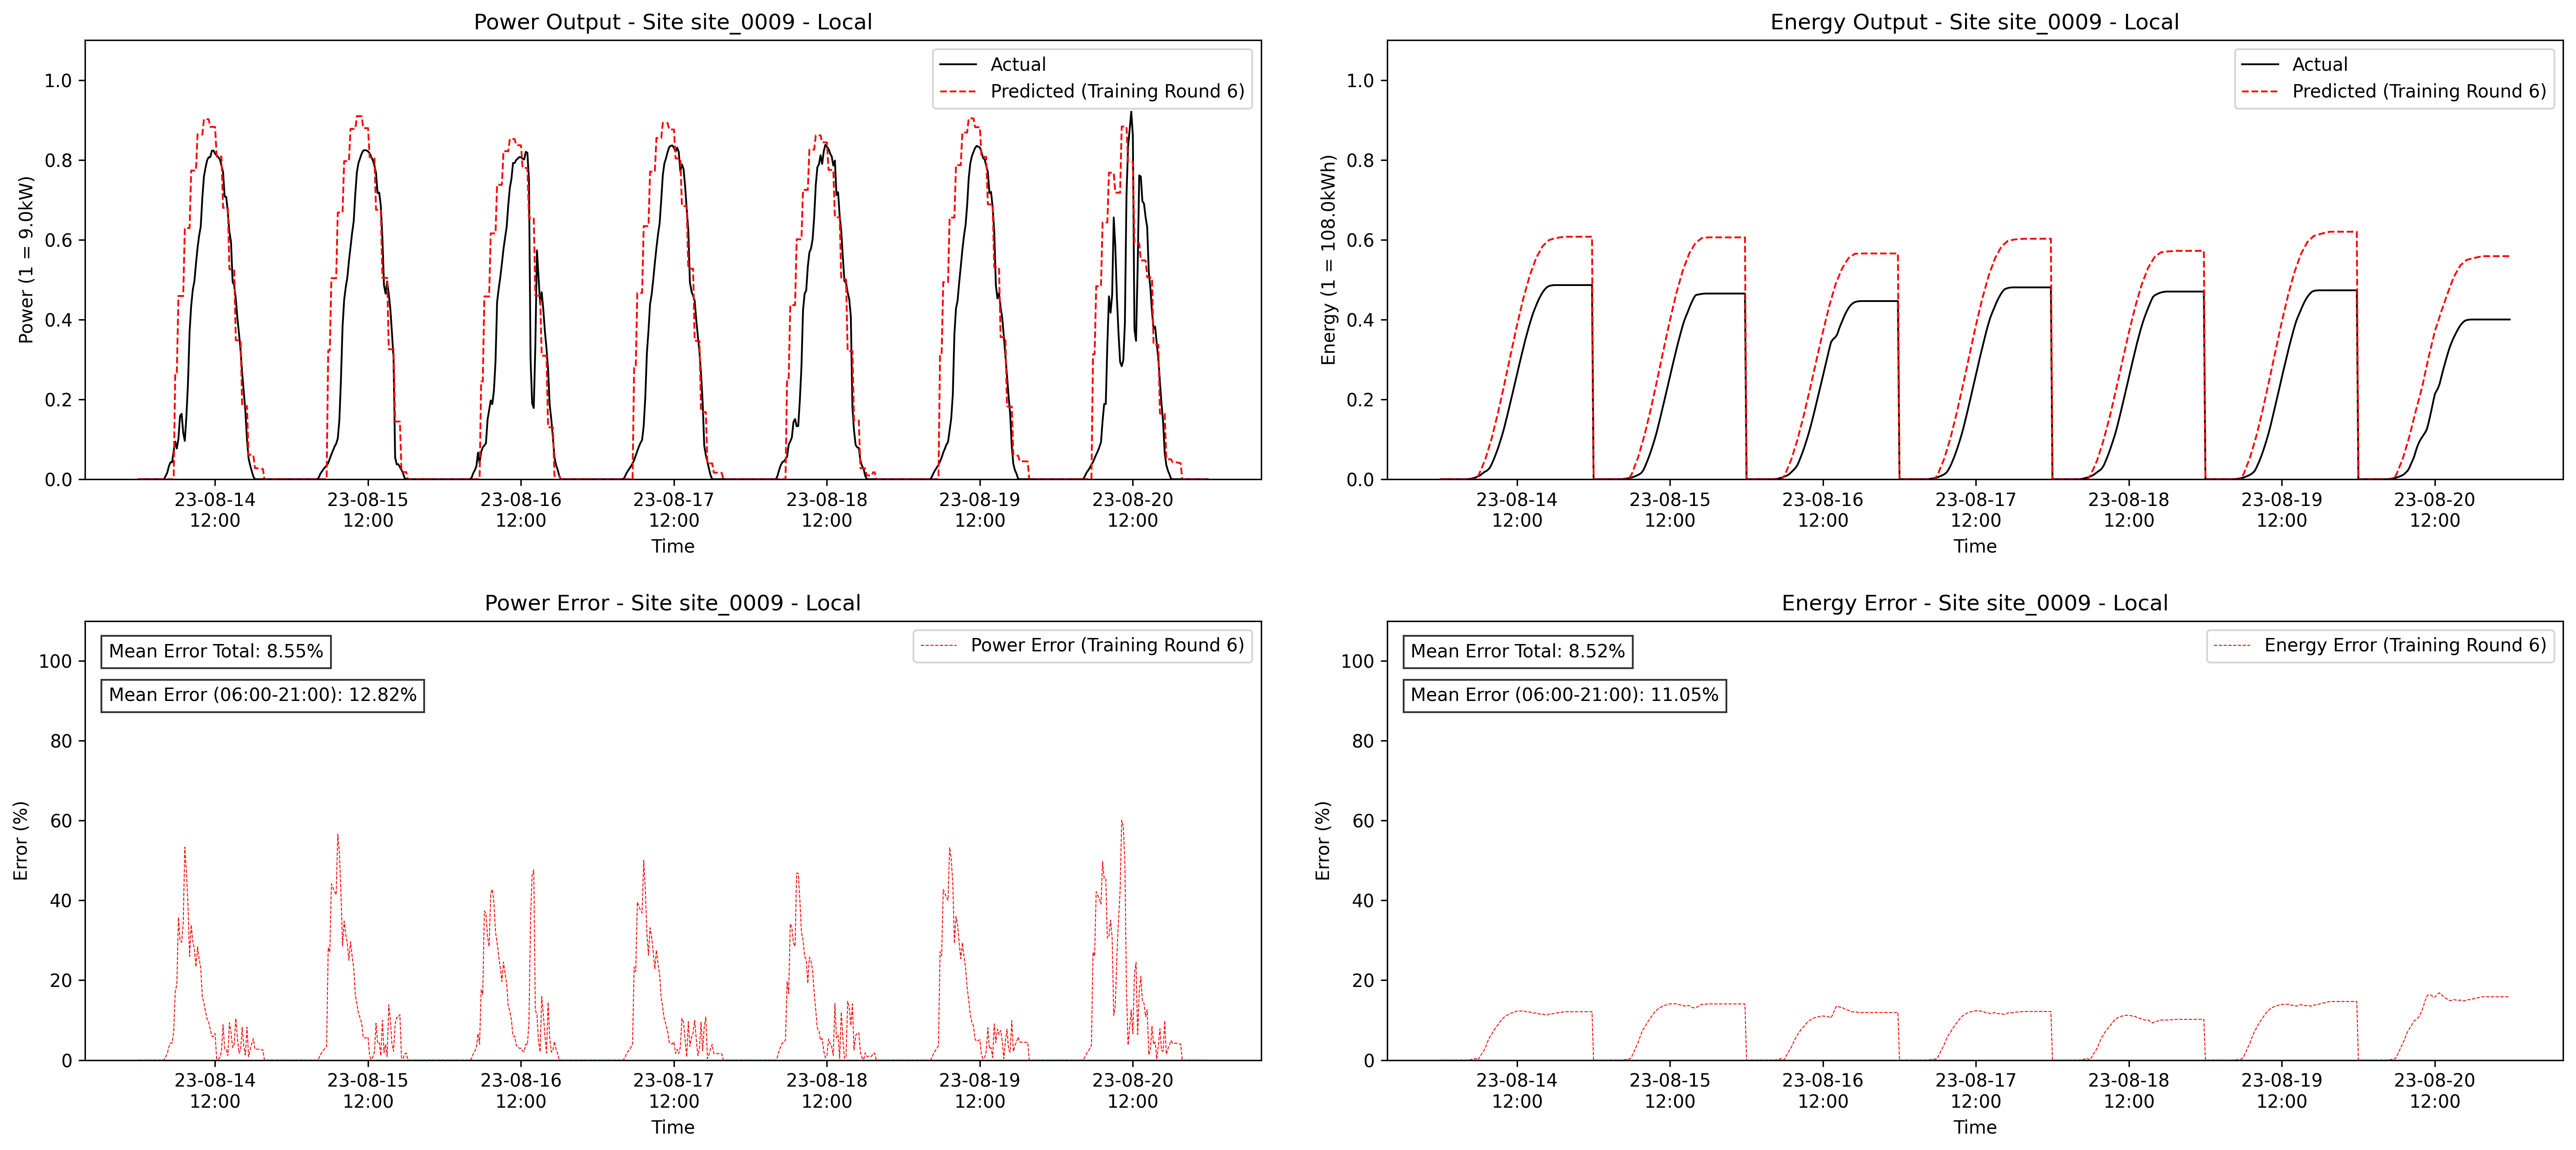 Power Output - Site site_0009 - Local
Power (1 = 9.0kW)
1.0
0.8
0.6
0.4
0.2
0.0
Actual
Predicted (Training Round 6)
23-08-14 12:00
23-08-15 12:00
23-08-16 12:00
23-08-17 12:00
23-08-18 12:00
23-08-19 12:00
23-08-20 12:00
Time
Energy Output - Site site_0009 - Local
Energy (1 = 108.0kWh)
1.0
0.8
0.6
0.4
0.2
0.0
Actual
Predicted (Training Round 6)
23-08-14 12:00
23-08-15 12:00
23-08-16 12:00
23-08-17 12:00
23-08-18 12:00
23-08-19 12:00
23-08-20 12:00
Time
Power Error - Site site_0009 - Local
Error (%)
100
80
60
40
20
0
Mean Error Total: 8.55%
Mean Error (06:00-21:00): 12.82%
Power Error (Training Round 6)
23-08-14 12:00
23-08-15 12:00
23-08-16 12:00
23-08-17 12:00
23-08-18 12:00
23-08-19 12:00
23-08-20 12:00
Time
Energy Error - Site site_0009 - Local
Error (%)
100
80
60
40
20
0
Mean Error Total: 8.52%
Mean Error (06:00-21:00): 11.05%
Energy Error (Training Round 6)
23-08-14 12:00
23-08-15 12:00
23-08-16 12:00
23-08-17 12:00
23-08-18 12:00
23-08-19 12:00
23-08-20 12:00
Time